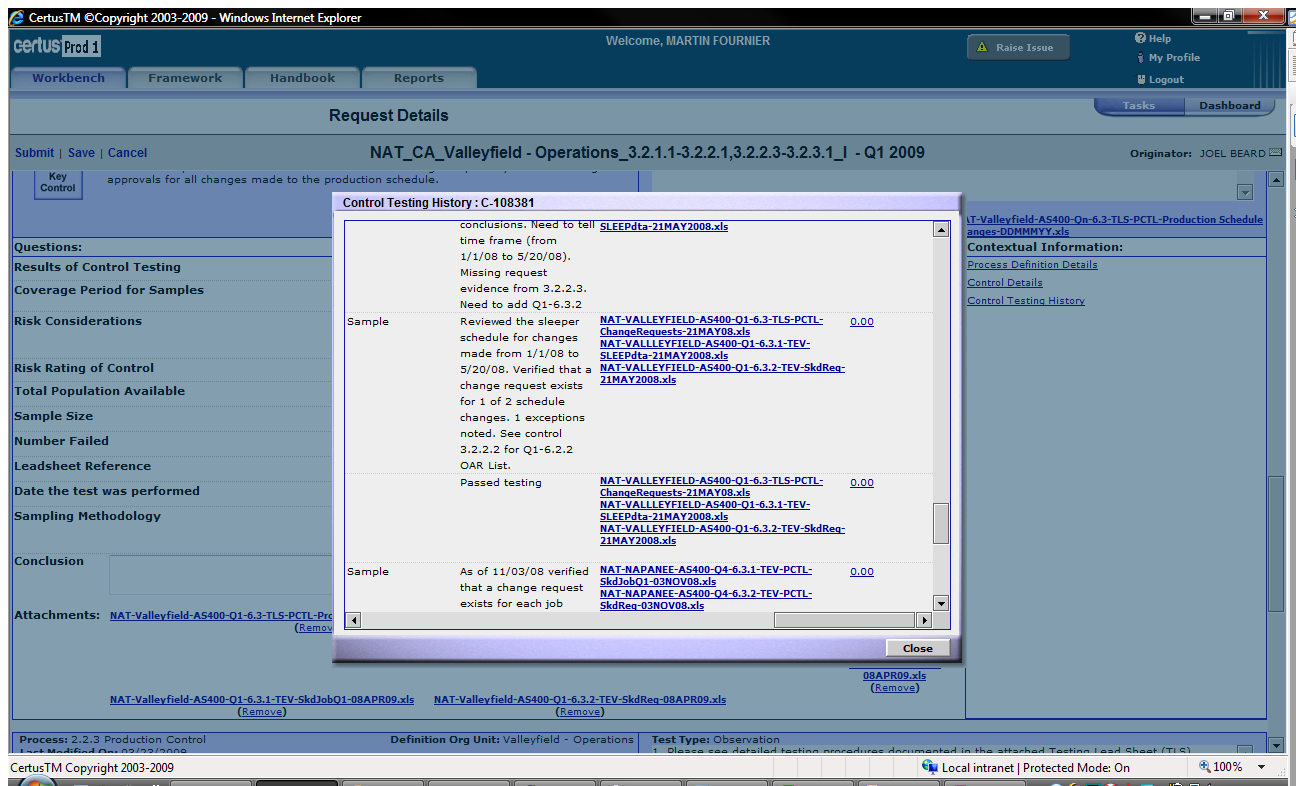 CertusTM ©Copyright 2003-2009 - Windows Internet Explorer
certus Prod 1
Welcome, MARTIN FOURNIER
Raise Issue
Help
My Profile
Logout
Workbench
Framework
Handbook
Reports
Tasks
Dashboard
Request Details
Submit | Save | Cancel
NAT_CA_Valleyfield - Operations_3.2.1.1-3.2.2.1,3.2.2.3-3.2.3.1_I - Q1 2009
Originator: JOEL BEARD
Key
Control
approvals for all changes made to the production schedule.
Questions:
Results of Control Testing
Coverage Period for Samples
Risk Considerations
Risk Rating of Control
Total Population Available
Sample Size
Number Failed
Leadsheet Reference
Date the test was performed
Sampling Methodology
Conclusion
Attachments:
NAT-Valleyfield-AS400-Q1-6.3-TLS-PCTL-Pro
(Remov
NAT-Valleyfield-AS400-Q1-6.3.1-TEV-SkdJobQ1-08APR09.xls
(Remove)
NAT-Valleyfield-AS400-Q1-6.3.2-TEV-SkdReq-08APR09.xls
(Remove)
08APR09.xls
(Remove)
Control Testing History : C-108381
conclusions. Need to tell
time frame (from
1/1/08 to 5/20/08).
Missing request
evidence from 3.2.2.3.
Need to add Q1-6.3.2
SLEEPdta-21MAY2008.xls
Sample
Reviewed the sleeper
schedule for changes
made from 1/1/08 to
5/20/08. Verified that a
change request exists
for 1 of 2 schedule
changes. 1 exceptions
noted. See control
3.2.2.2 for Q1-6.2.2
OAR List.
NAT-VALLEYFIELD-AS400-Q1-6.3-TLS-PCTL-
ChangeRequests-21MAY08.xls
NAT-VALLLEYFIELD-AS400-Q1-6.3.1-TEV-
SLEEPdta-21MAY2008.xls
NAT-VALLEYFIELD-AS400-Q1-6.3.2-TEV-SkdReq-
21MAY2008.xls
0.00
Passed testing
NAT-VALLEYFIELD-AS400-Q1-6.3-TLS-PCTL-
ChangeRequests-21MAY08.xls
NAT-VALLLEYFIELD-AS400-Q1-6.3.1-TEV-
SLEEPdta-21MAY2008.xls
NAT-VALLEYFIELD-AS400-Q1-6.3.2-TEV-SkdReq-
21MAY2008.xls
0.00
Sample
As of 11/03/08 verified
that a change request
exists for each job
NAT-NAPANEE-AS400-Q4-6.3.1-TEV-PCTL-
SkdJobQ1-03NOV08.xls
NAT-NAPANEE-AS400-Q4-6.3.2-TEV-PCTL-
SkdReq-03NOV08.xls
0.00
Close
\T-Valleyfield-AS400-Qn-6.3-TLS-PCTL-Production Schedule
anges-DDMMMYY.xls
Contextual Information:
Process Definition Details
Control Details
Control Testing History
Process: 2.2.3 Production Control
Definition Org Unit: Valleyfield - Operations
Test Type: Observation
Last Modified On: 03/23/2009
1. Please see detailed testing procedures documented in the attached Testing Lead Sheet (TLS)
CertusTM Copyright 2003-2009
Local intranet | Protected Mode: On
100%